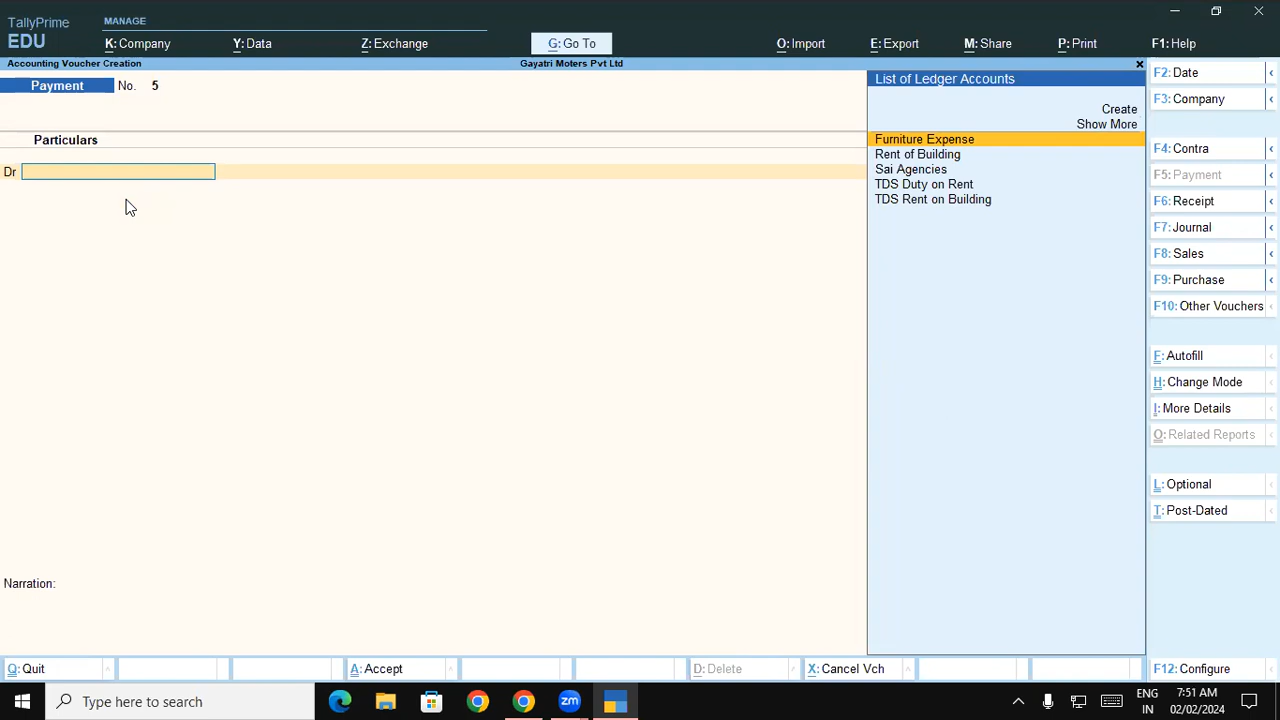 TallyPrime
EDU
MANAGE
K: Company
Y: Data
Z: Exchange
G: Go To
O: Import
E: Export
M: Share
P: Print
F1: Help
Accounting Voucher Creation
Gayatri Moters Pvt Ltd
Payment No. 5
Particulars
Dr
Narration:
List of Ledger Accounts
Create
Show More
Furniture Expense
Rent of Building
Sai Agencies
TDS Duty on Rent
TDS Rent on Building
F2: Date
F3: Company
F4: Contra
F5: Payment
F6: Receipt
F7: Journal
F8: Sales
F9: Purchase
F10: Other Vouchers
F: Autofill
H: Change Mode
I: More Details
O: Related Reports
L: Optional
T: Post-Dated
Q: Quit
A: Accept
D: Delete
X: Cancel Vch
F12: Configure
Type here to search
zm
ENG
IN
7:51 AM
02/02/2024